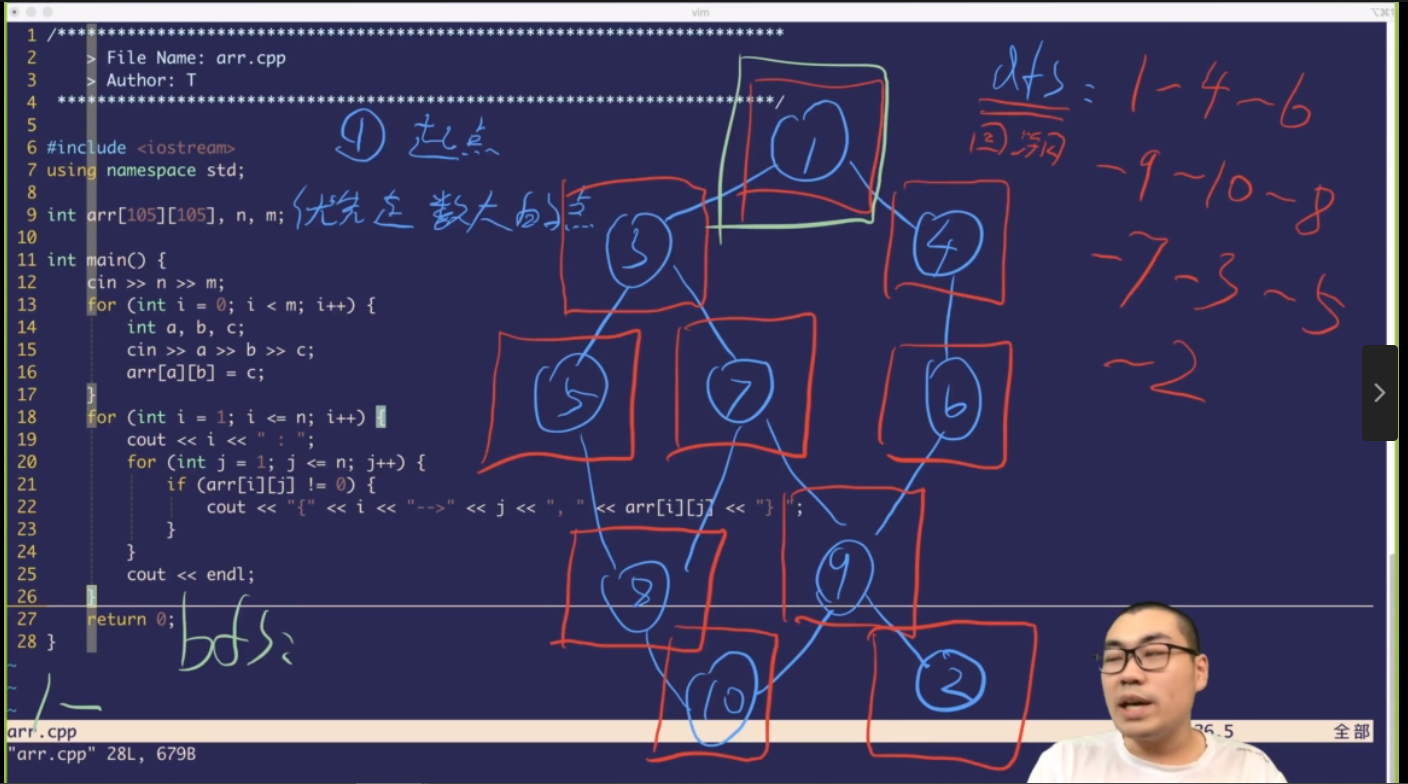 vim
1 /***********************************************************************
2     > File Name: arr.cpp
3     > Author: T
4  ***********************************************************************/
5
6 #include <iostream>
7 using namespace std;
8
9 int arr[105][105], n, m;
10
11 int main() {
12     cin >> n >> m;
13     for (int i = 0; i < m; i++) {
14         int a, b, c;
15         cin >> a >> b >> c;
16         arr[a][b] = c;
17     }
18     for (int i = 1; i <= n; i++) {
19         cout << i << " : ";
20         for (int j = 1; j <= n; j++) {
21             if (arr[i][j] != 0) {
22                 cout << "{" << i << "-->" << j << ", " << arr[i][j] << "} ";
23             }
24         }
25         cout << endl;
26     }
27     return 0;
28 }
~
~
~
arr.cpp
26,5 全部
"arr.cpp" 28L, 679B
① 起点
优先走 数大的点
1
3
4
5
7
6
8
9
10
2
dfs : 1-4-6
回溯
-9-10-8
-7-3-5
-2
bfs:
1-